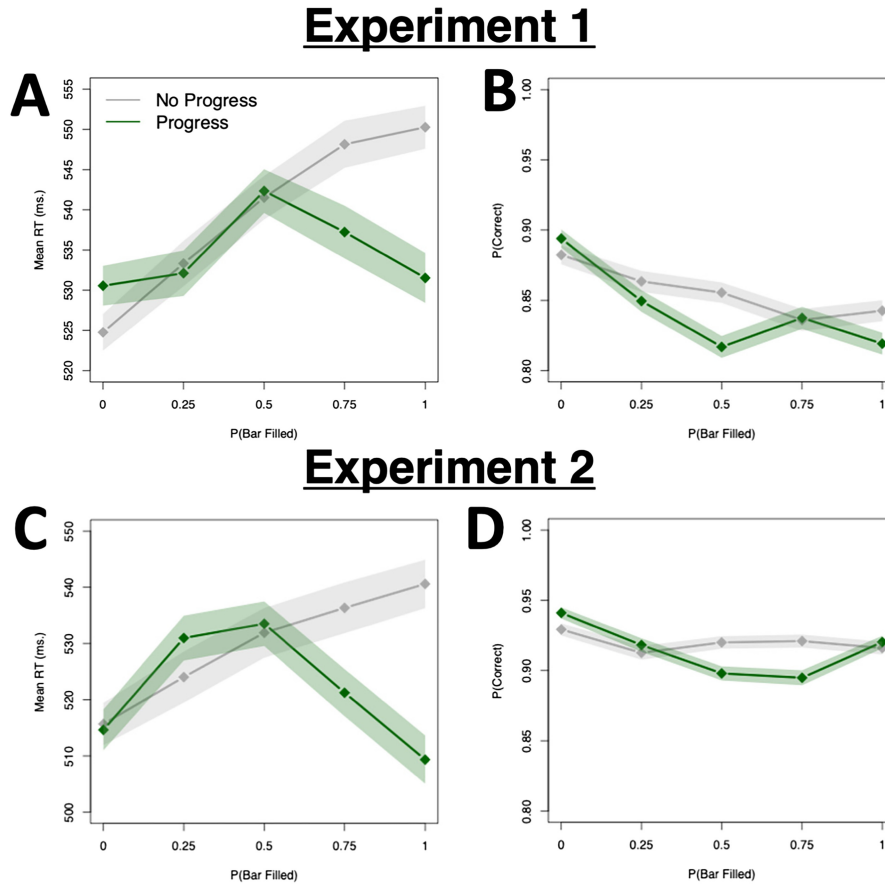 Experiment 1
A
No Progress
Progress
Mean RT (ms.)
555
550
545
540
535
530
525
520
0 0.25 0.5 0.75 1
P(Bar Filled)
B
P(Correct)
1.00
0.95
0.90
0.85
0.80
0 0.25 0.5 0.75 1
P(Bar Filled)
Experiment 2
C
Mean RT (ms.)
550
540
530
520
510
500
0 0.25 0.5 0.75 1
P(Bar Filled)
D
P(Correct)
1.00
0.95
0.90
0.85
0.80
0 0.25 0.5 0.75 1
P(Bar Filled)